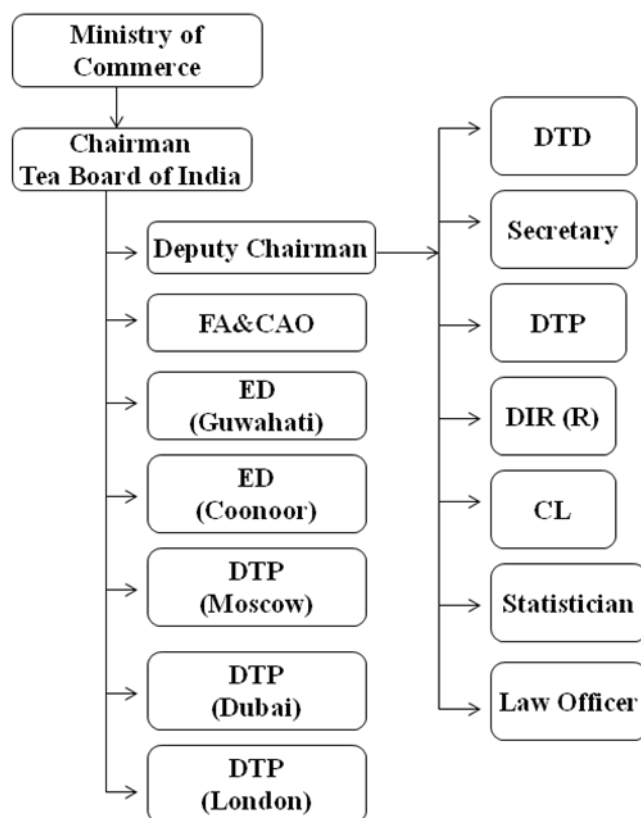 Ministry of
Commerce
Chairman
Tea Board of India
Deputy Chairman
FA&CAO
ED
(Guwahati)
ED
(Coonoor)
DTP
(Moscow)
DTP
(Dubai)
DTP
(London)
DTD
Secretary
DTP
DIR (R)
CL
Statistician
Law Officer